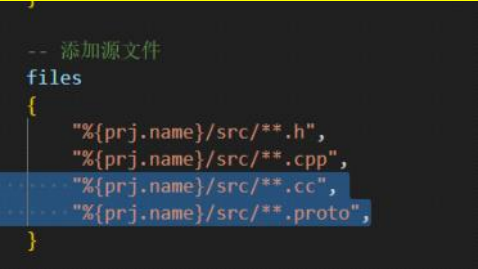 }
-- 添加源文件
files
{
"%{prj.name}/src/**.h",
"%{prj.name}/src/**.cpp",
"%{prj.name}/src/**.cc",
"%{prj.name}/src/**.proto",
}